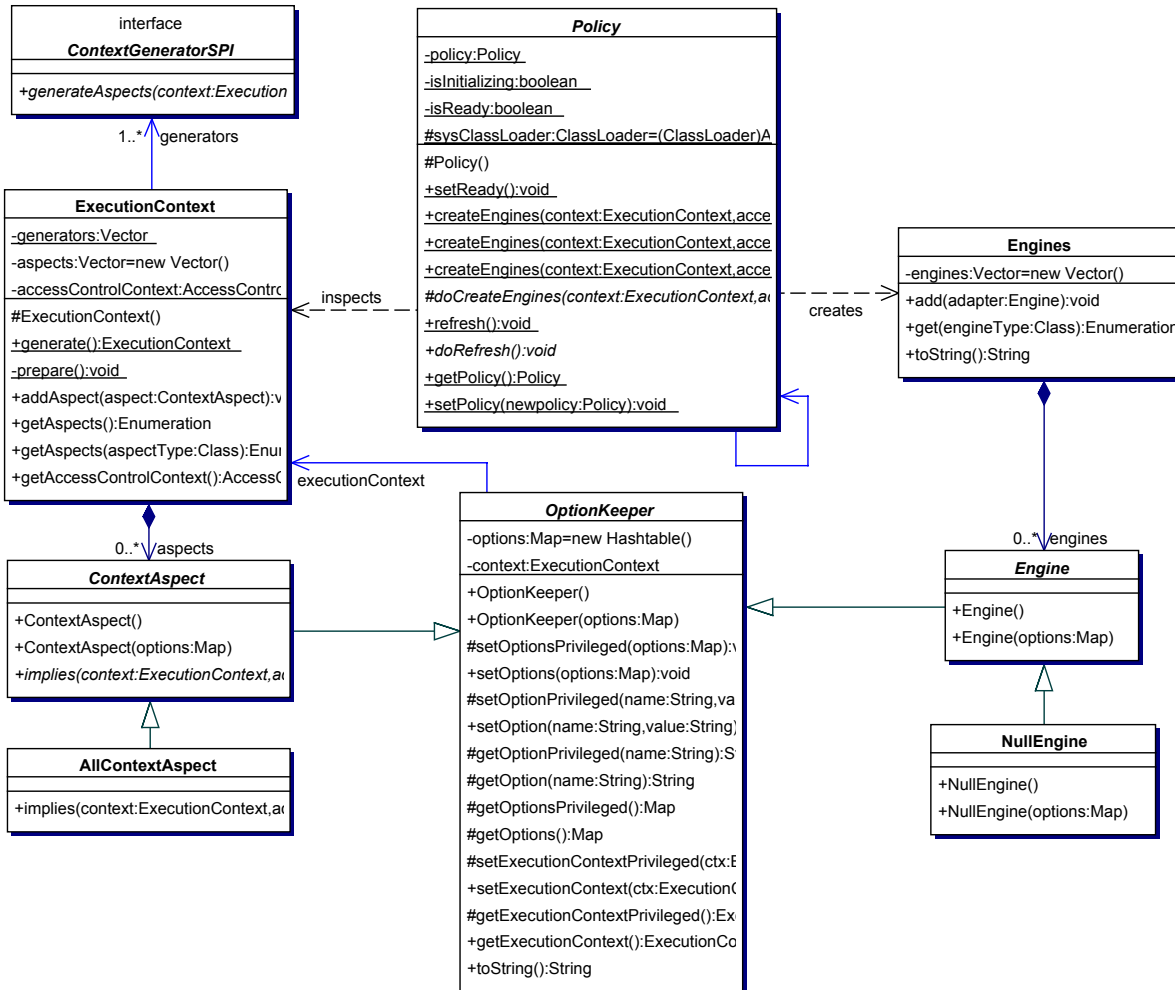 interface
ContextGeneratorSPI
+generateAspects(context:Execution
1..* generators
ExecutionContext
-generators:Vector
-aspects:Vector=new Vector()
-accessControlContext:AccessContro
#ExecutionContext()
+generate():ExecutionContext
-prepare():void
+addAspect(aspect:ContextAspect):v
+getAspects():Enumeration
+getAspects(aspectType:Class):Enu
+getAccessControlContext():Access
0..* aspects
ContextAspect
+ContextAspect()
+ContextAspect(options:Map)
+implies(context:ExecutionContext,a
AllContextAspect
+implies(context:ExecutionContext,a
Policy
-policy:Policy
-isInitializing:boolean
-isReady:boolean
#sysClassLoader:ClassLoader=(ClassLoader)A
#Policy()
+setReady():void
+createEngines(context:ExecutionContext,acce
+createEngines(context:ExecutionContext,acce
+createEngines(context:ExecutionContext,acce
#doCreateEngines(context:ExecutionContext,a
+refresh():void
+doRefresh():void
+getPolicy():Policy
+setPolicy(newpolicy:Policy):void
inspects
creates
executionContext
OptionKeeper
-options:Map=new Hashtable()
-context:ExecutionContext
+OptionKeeper()
+OptionKeeper(options:Map)
#setOptionsPrivileged(options:Map):v
+setOptions(options:Map):void
#setOptionPrivileged(name:String,va
+setOption(name:String,value:String)
#getOptionPrivileged(name:String):S
#getOption(name:String):String
#getOptionsPrivileged():Map
#getOptions():Map
#setExecutionContextPrivileged(ctx:E
+setExecutionContext(ctx:Execution
#getExecutionContextPrivileged():Ex
+getExecutionContext():ExecutionCo
+toString():String
Engines
-engines:Vector=new Vector()
+add(adapter:Engine):void
+get(engineType:Class):Enumeration
+toString():String
0..* engines
Engine
+Engine()
+Engine(options:Map)
NullEngine
+NullEngine()
+NullEngine(options:Map)